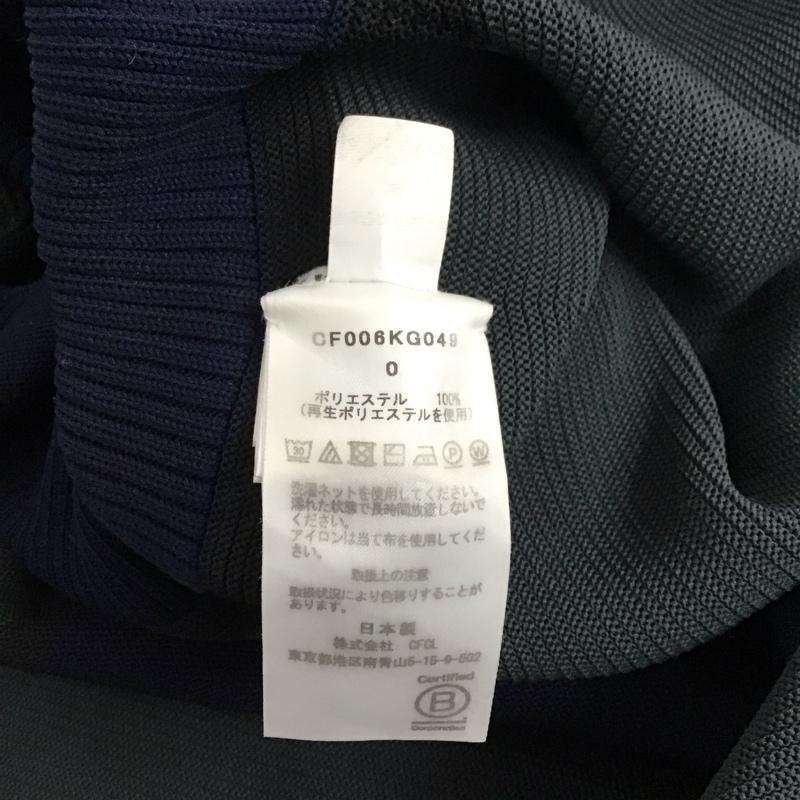 CF006KG049
0
ポリエステル 100%
(再生ポリエステルを使用)
30
P W
洗濯ネットを使用してください。
濡れた状態で長時間放置しないで
ください。
アイロンは当て布を使用してくだ
さい。
取扱上の注意
取扱状況により色移りすることが
あります。
日本製
株式会社 CFCL
東京都港区南青山5-15-9-602
Certified
B
Corporation